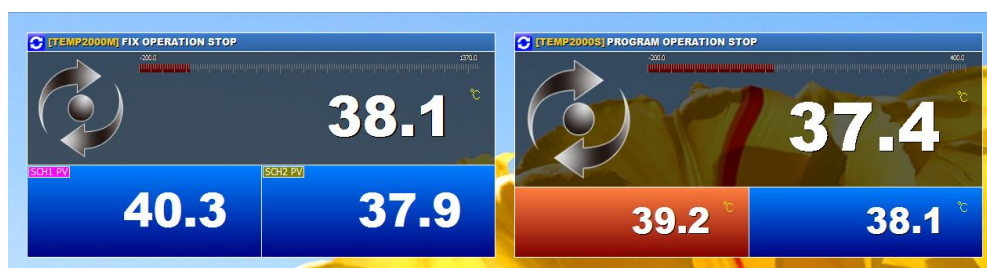 [TEMP2000M] FIX OPERATION STOP
-200.0 1370.0
38.1 °C
SCH1 PV SCH2 PV
40.3 37.9
[TEMP2000S] PROGRAM OPERATION STOP
-200.0 400.0
37.4 °C
39.2 °C 38.1 °C